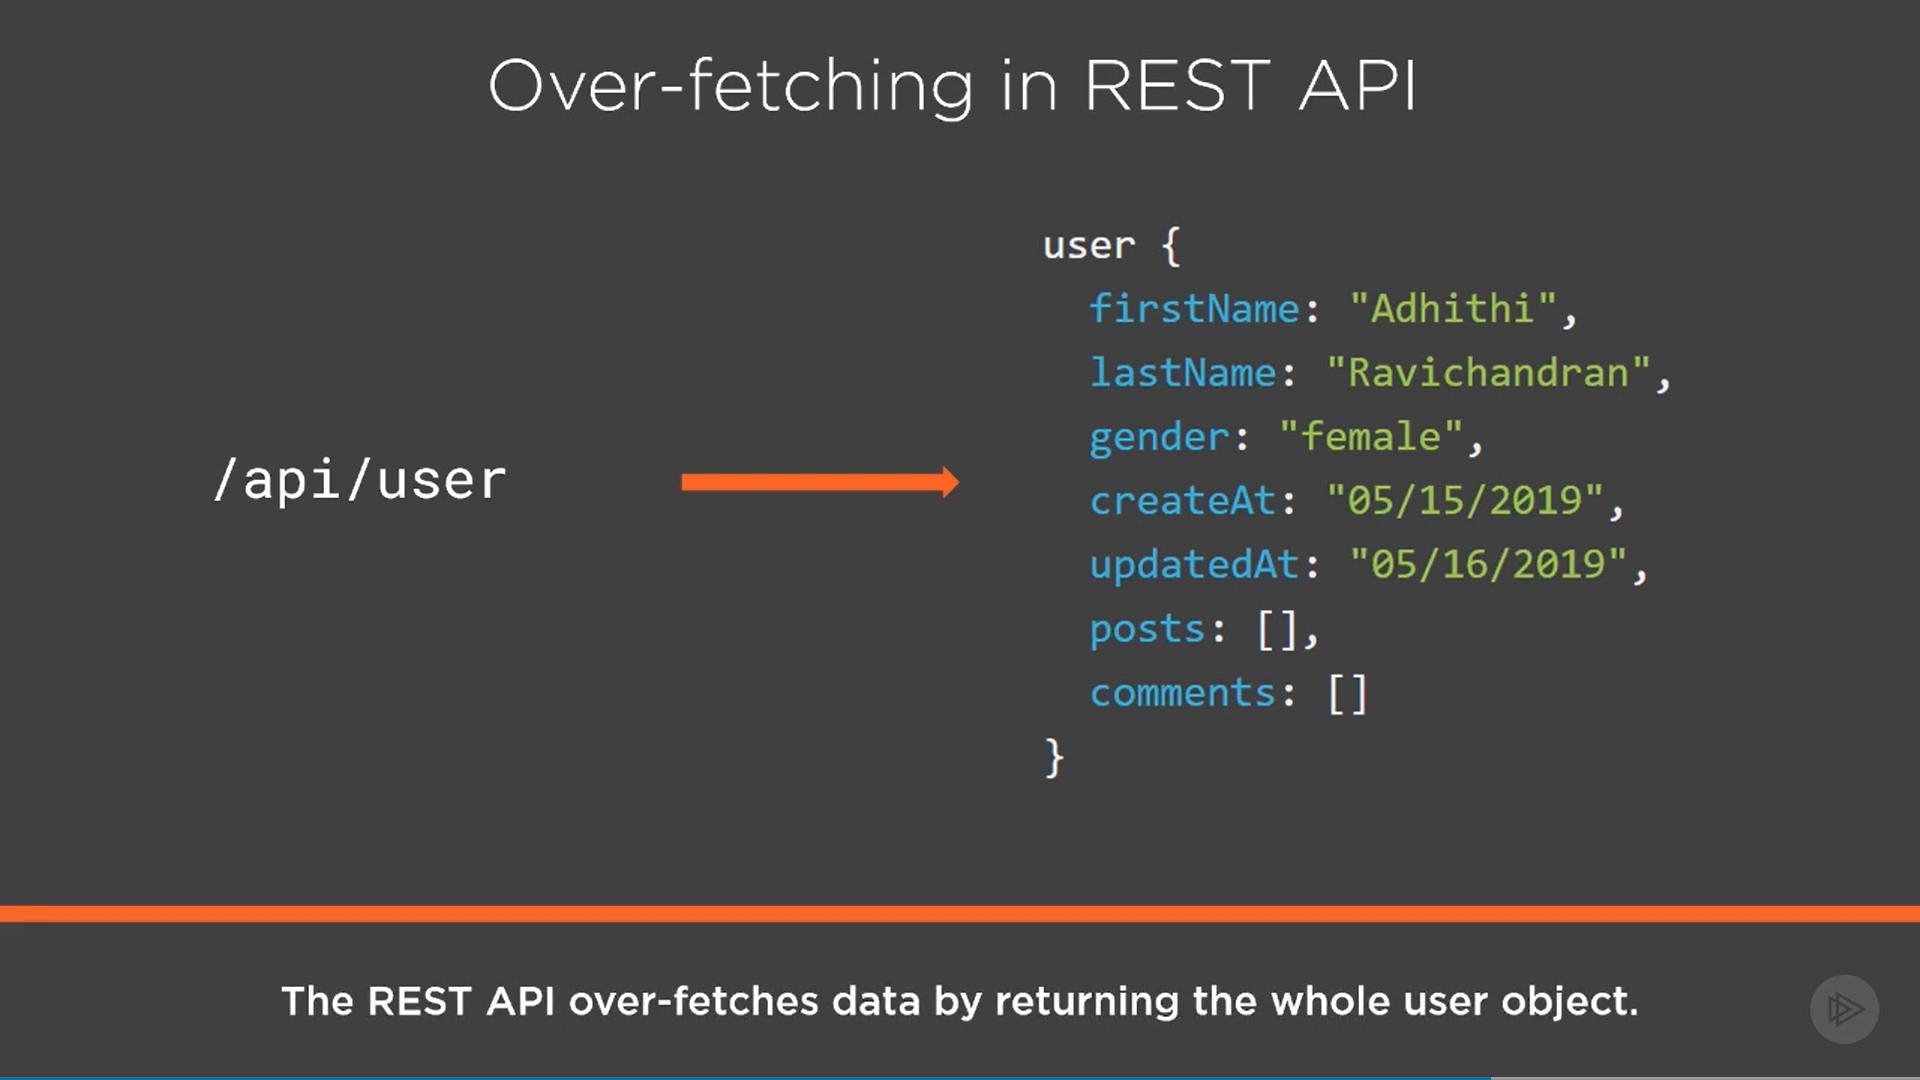 Over-fetching in REST API
/api/user
user {
firstName: "Adhithi",
lastName: "Ravichandran",
gender: "female",
createAt: "05/15/2019",
updatedAt: "05/16/2019",
posts: [],
comments: []
}
The REST API over-fetches data by returning the whole user object.